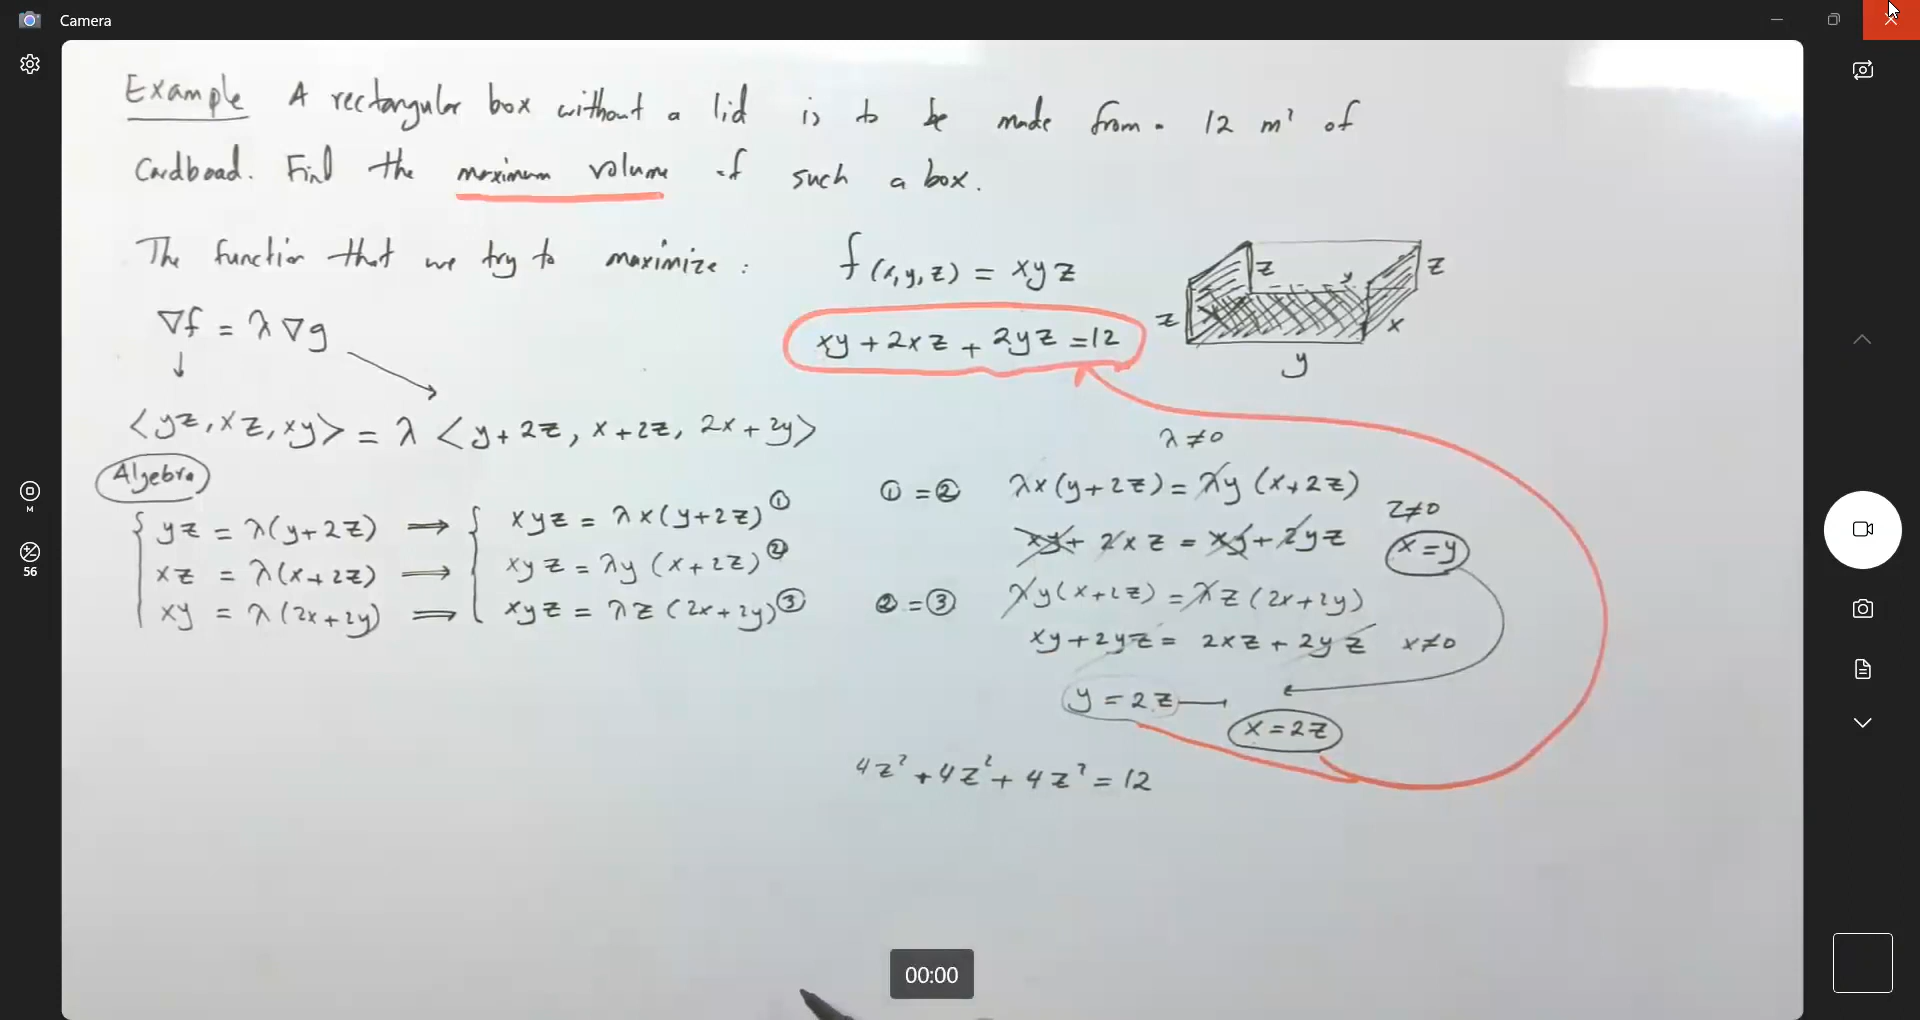 Camera
Example A rectangular box without a lid is to be made from 12 m² of
Cardboad. Find the maximum volume of such a box.
The function that we try to maximize : f(x,y,z) = xyz
∇f = λ∇g
xy + 2xz + 2yz = 12
z
z
z
y
x
x
y
<yz, xz, xy> = λ <y+2z, x+2z, 2x+2y>
λ≠0
Algebra
yz = λ(y+2z) ⟹ xyz = λx(y+2z) ①
xz = λ(x+2z) ⟹ xyz = λy(x+2z) ②
xy = λ(2x+2y) ⟹ xyz = λz(2x+2y) ③
① = ② λx(y+2z) = λy(x+2z)
z≠0
xy + 2xz = xy + 2yz x=y
② = ③ λy(x+2z) = λz(2x+2y)
xy + 2yz = 2xz + 2yz x≠0
y = 2z
x = 2z
4z² + 4z² + 4z² = 12
M
56
00:00